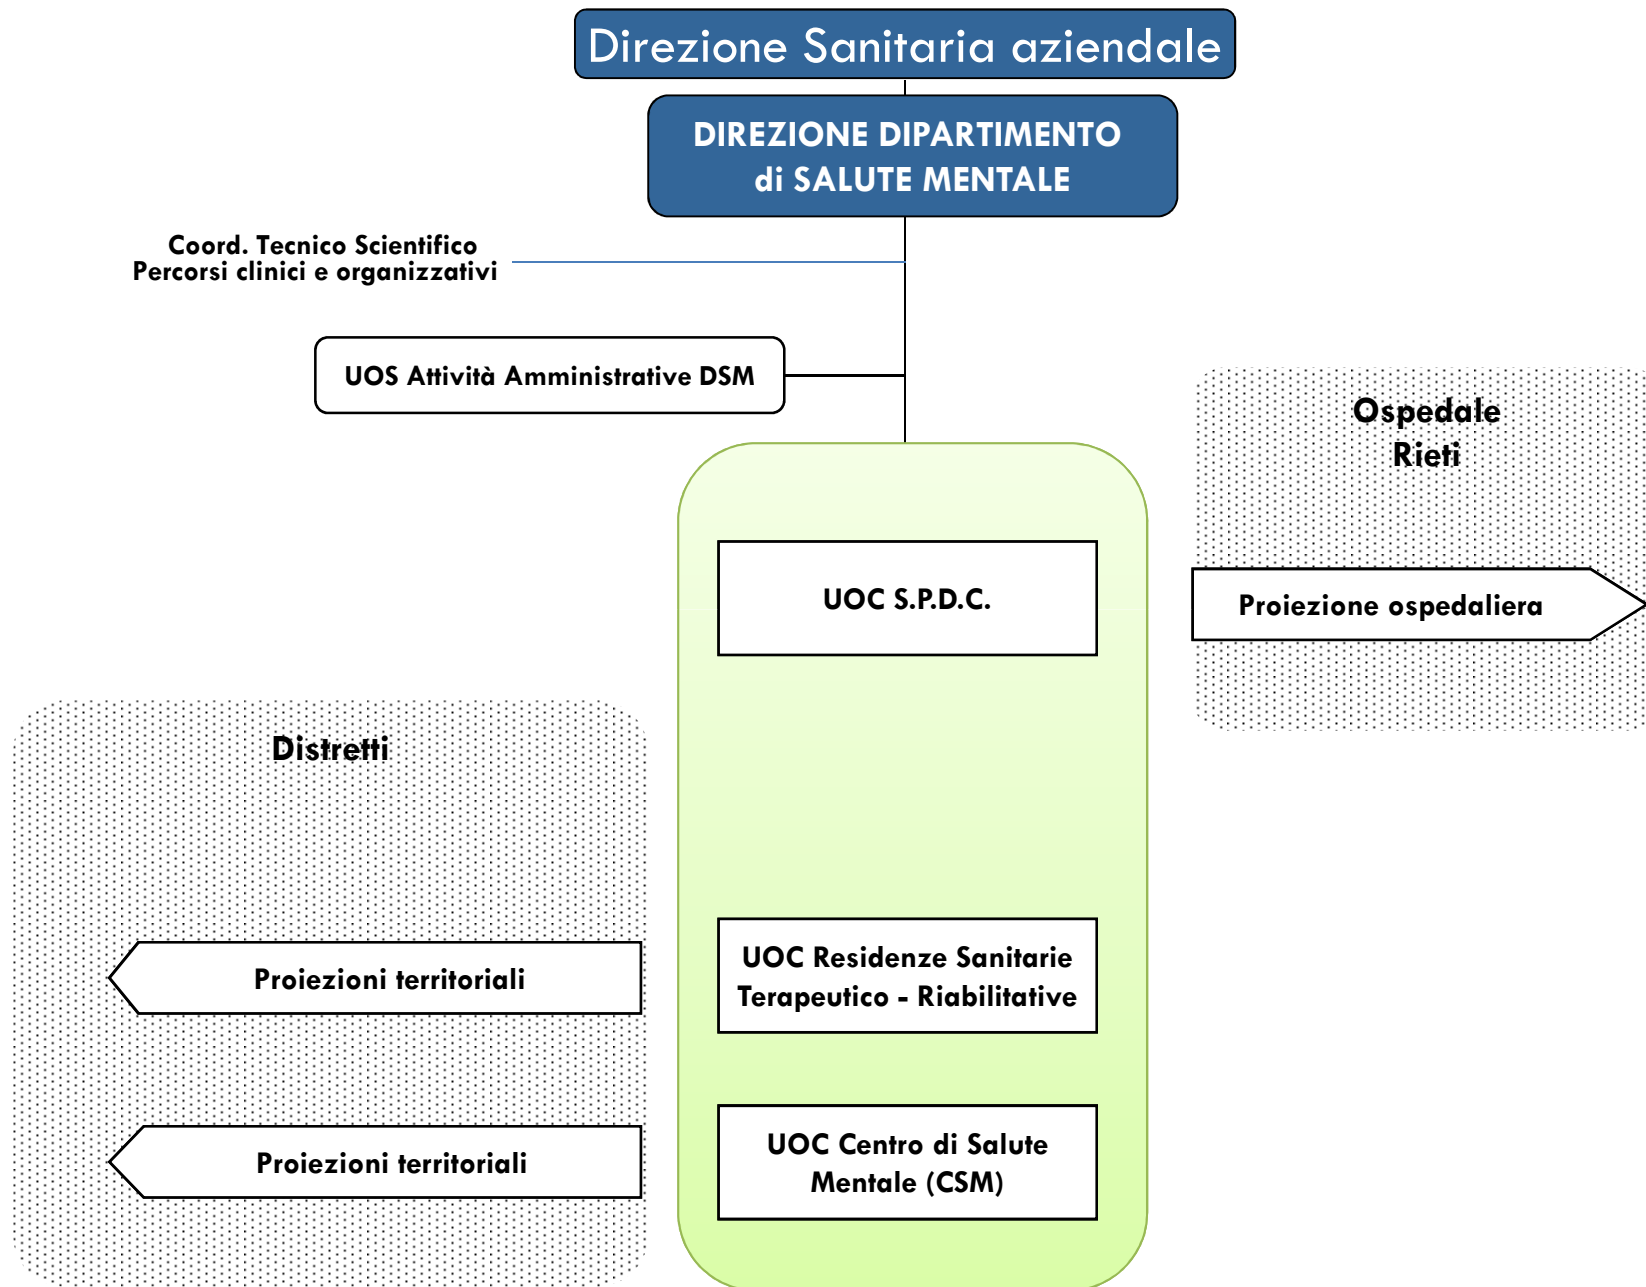 Direzione Sanitaria aziendale
DIREZIONE DIPARTIMENTO
di SALUTE MENTALE
Coord. Tecnico Scientifico
Percorsi clinici e organizzativi
UOS Attività Amministrative DSM
Ospedale
Rieti
UOC S.P.D.C.
Proiezione ospedaliera
Distretti
Proiezioni territoriali
UOC Residenze Sanitarie
Terapeutico - Riabilitative
Proiezioni territoriali
UOC Centro di Salute
Mentale (CSM)